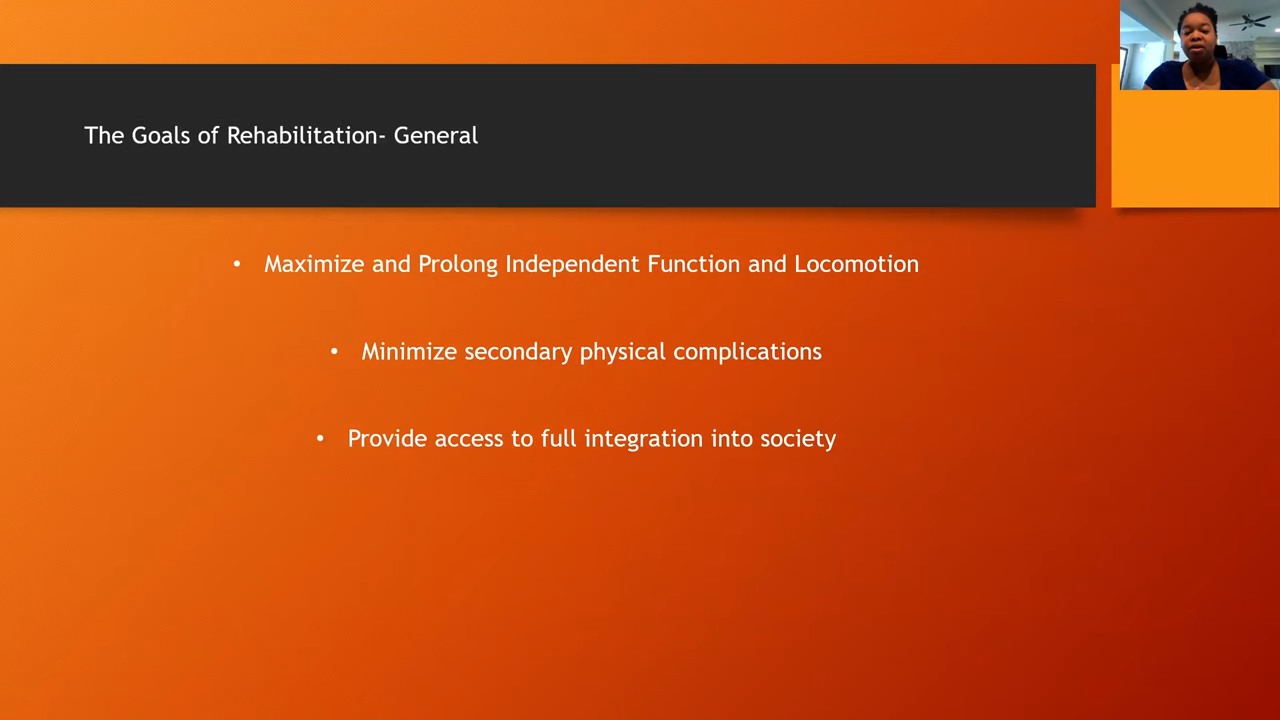 The Goals of Rehabilitation- General
• Maximize and Prolong Independent Function and Locomotion
• Minimize secondary physical complications
• Provide access to full integration into society